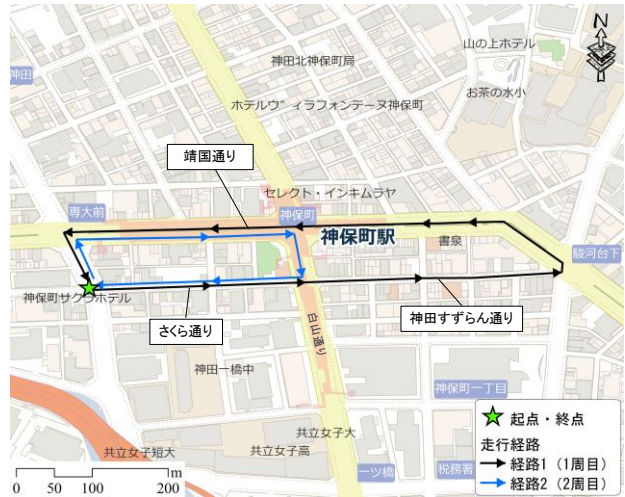 N
山の上ホテル
神田北神保町局
神田
お茶の水小
ホテルヴィラフォンテーヌ神保町
靖国通り
セレクト・インキムラヤ
専大前
神保町
神保町駅
書泉
駿河台下
神保町サクラホテル
さくら通り
神田すずらん通り
白山通り
神田一橋中
神保町一丁目
共立女子大
共立女子短大
共立女子高
一ツ橋
税務署
起点・終点
走行経路
経路1（1周目）
経路2（2周目）
0 50 100 200
m